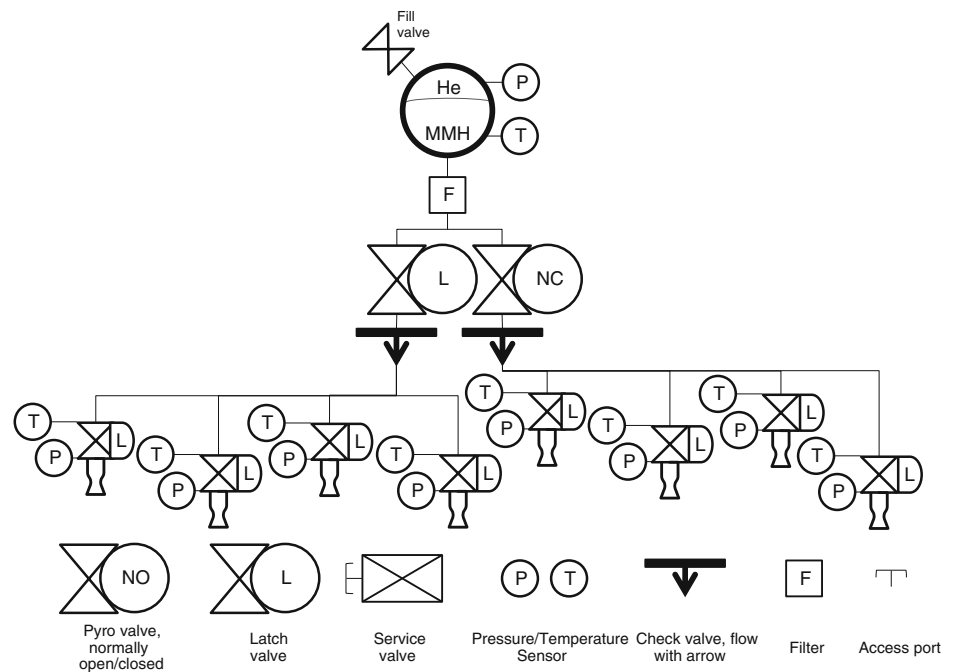 Fill
valve
He
P
MMH
T
F
L
NC
T
L
P
T
L
P
T
L
P
T
L
P
T
L
P
T
L
P
T
L
P
T
L
P
NO
L
P
T
F
Pyro valve,
normally
open/closed
Latch
valve
Service
valve
Pressure/Temperature
Sensor
Check valve, flow
with arrow
Filter
Access port